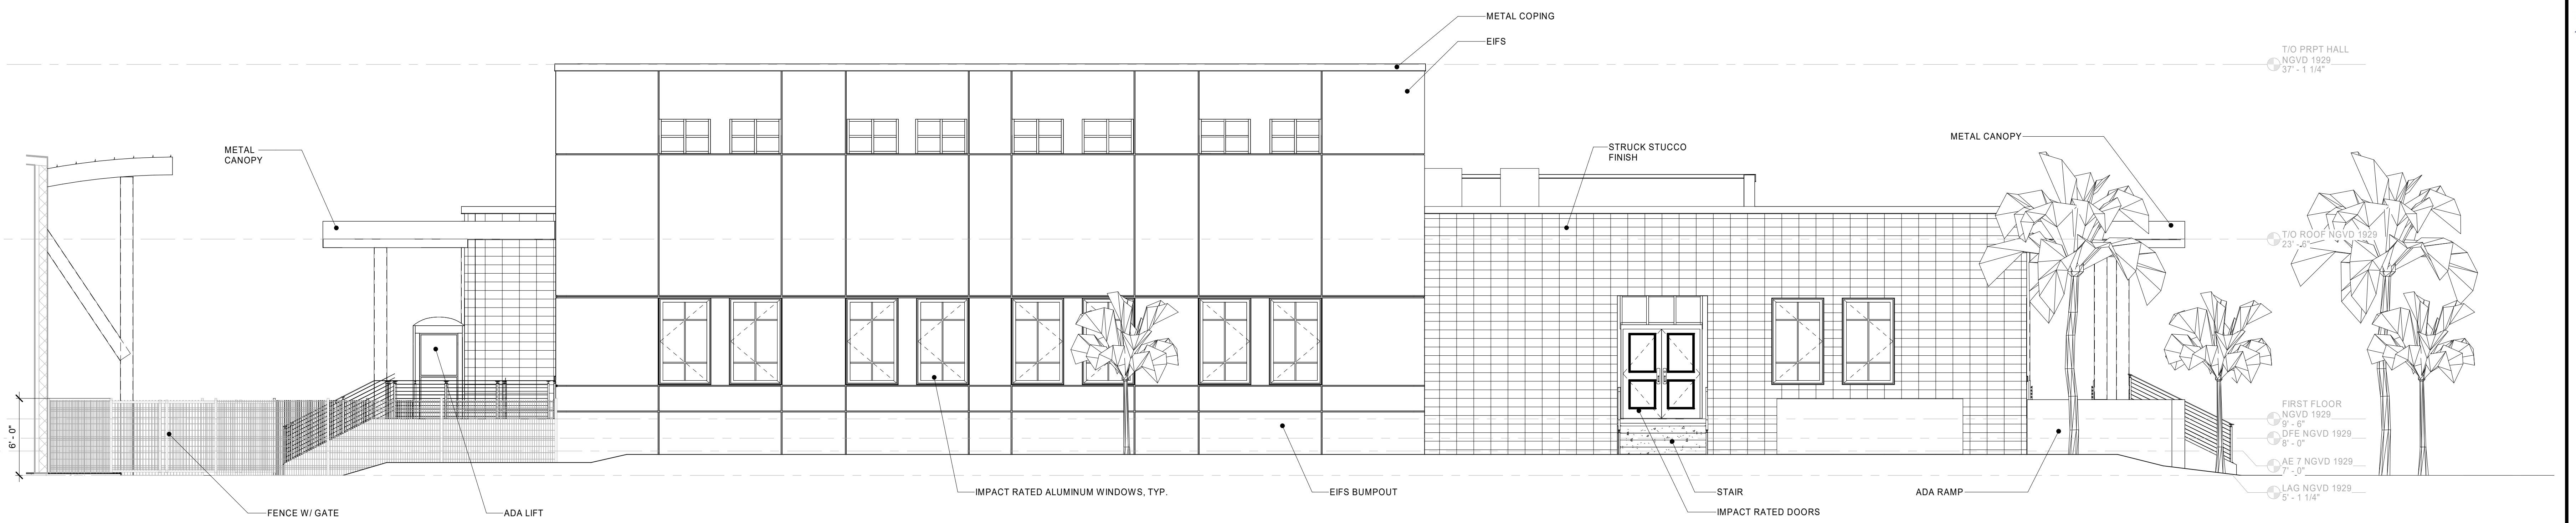 METAL COPING
EIFS
T/O PRPT HALL
NGVD 1929
37' - 1 1/4"
METAL
CANOPY
STRUCK STUCCO
FINISH
METAL CANOPY
T/O ROOF NGVD 1929
23' - 6"
6' - 0"
FIRST FLOOR
NGVD 1929
9' - 6"
DFE NGVD 1929
8' - 0"
AE 7 NGVD 1929
7' - 0"
LAG NGVD 1929
5' - 1 1/4"
IMPACT RATED ALUMINUM WINDOWS, TYP.
EIFS BUMPOUT
STAIR
ADA RAMP
FENCE W/ GATE
ADA LIFT
IMPACT RATED DOORS